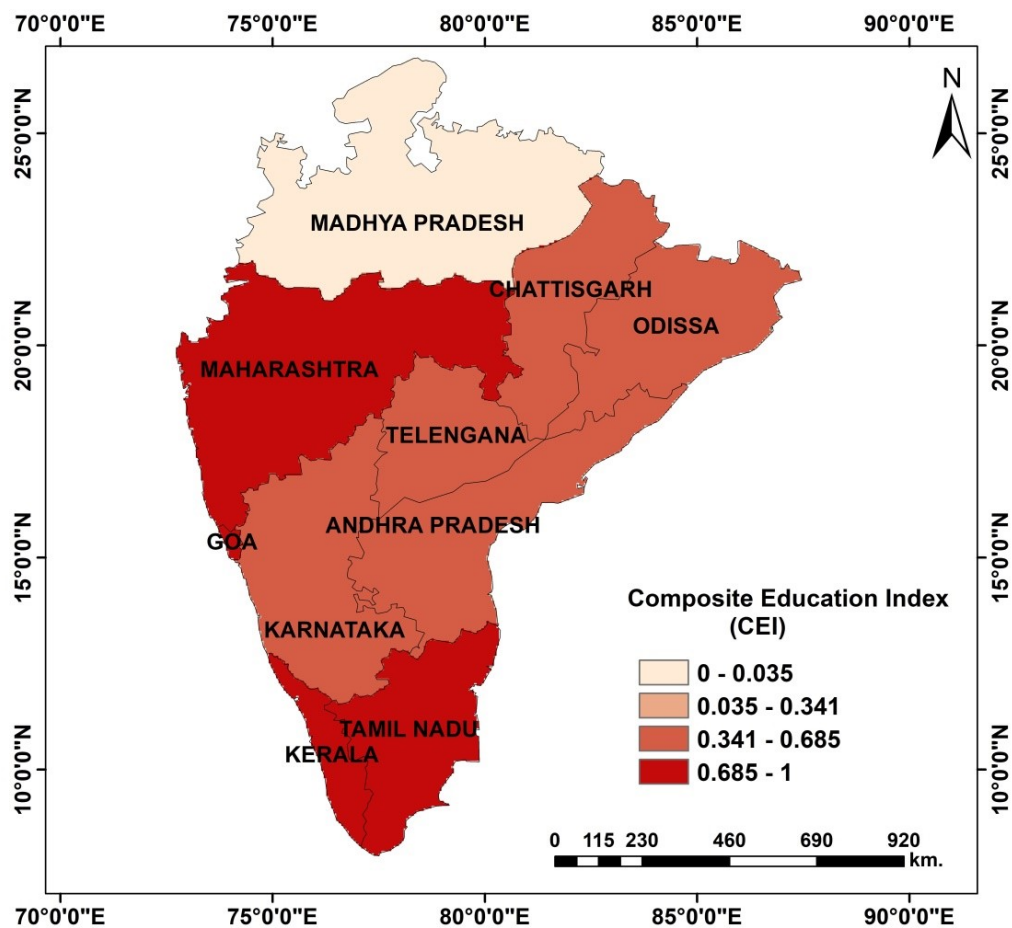 70°0'0"E 75°0'0"E 80°0'0"E 85°0'0"E 90°0'0"E
N
25°0'0"N 25°0'0"N
MADHYA PRADESH
CHATTISGARH
ODISSA
20°0'0"N 20°0'0"N
MAHARASHTRA
TELENGANA
ANDHRA PRADESH
GOA
15°0'0"N 15°0'0"N
KARNATAKA
TAMIL NADU
KERALA
10°0'0"N 10°0'0"N
Composite Education Index
(CEI)
0 - 0.035
0.035 - 0.341
0.341 - 0.685
0.685 - 1
0 115 230 460 690 920
km.
70°0'0"E 75°0'0"E 80°0'0"E 85°0'0"E 90°0'0"E